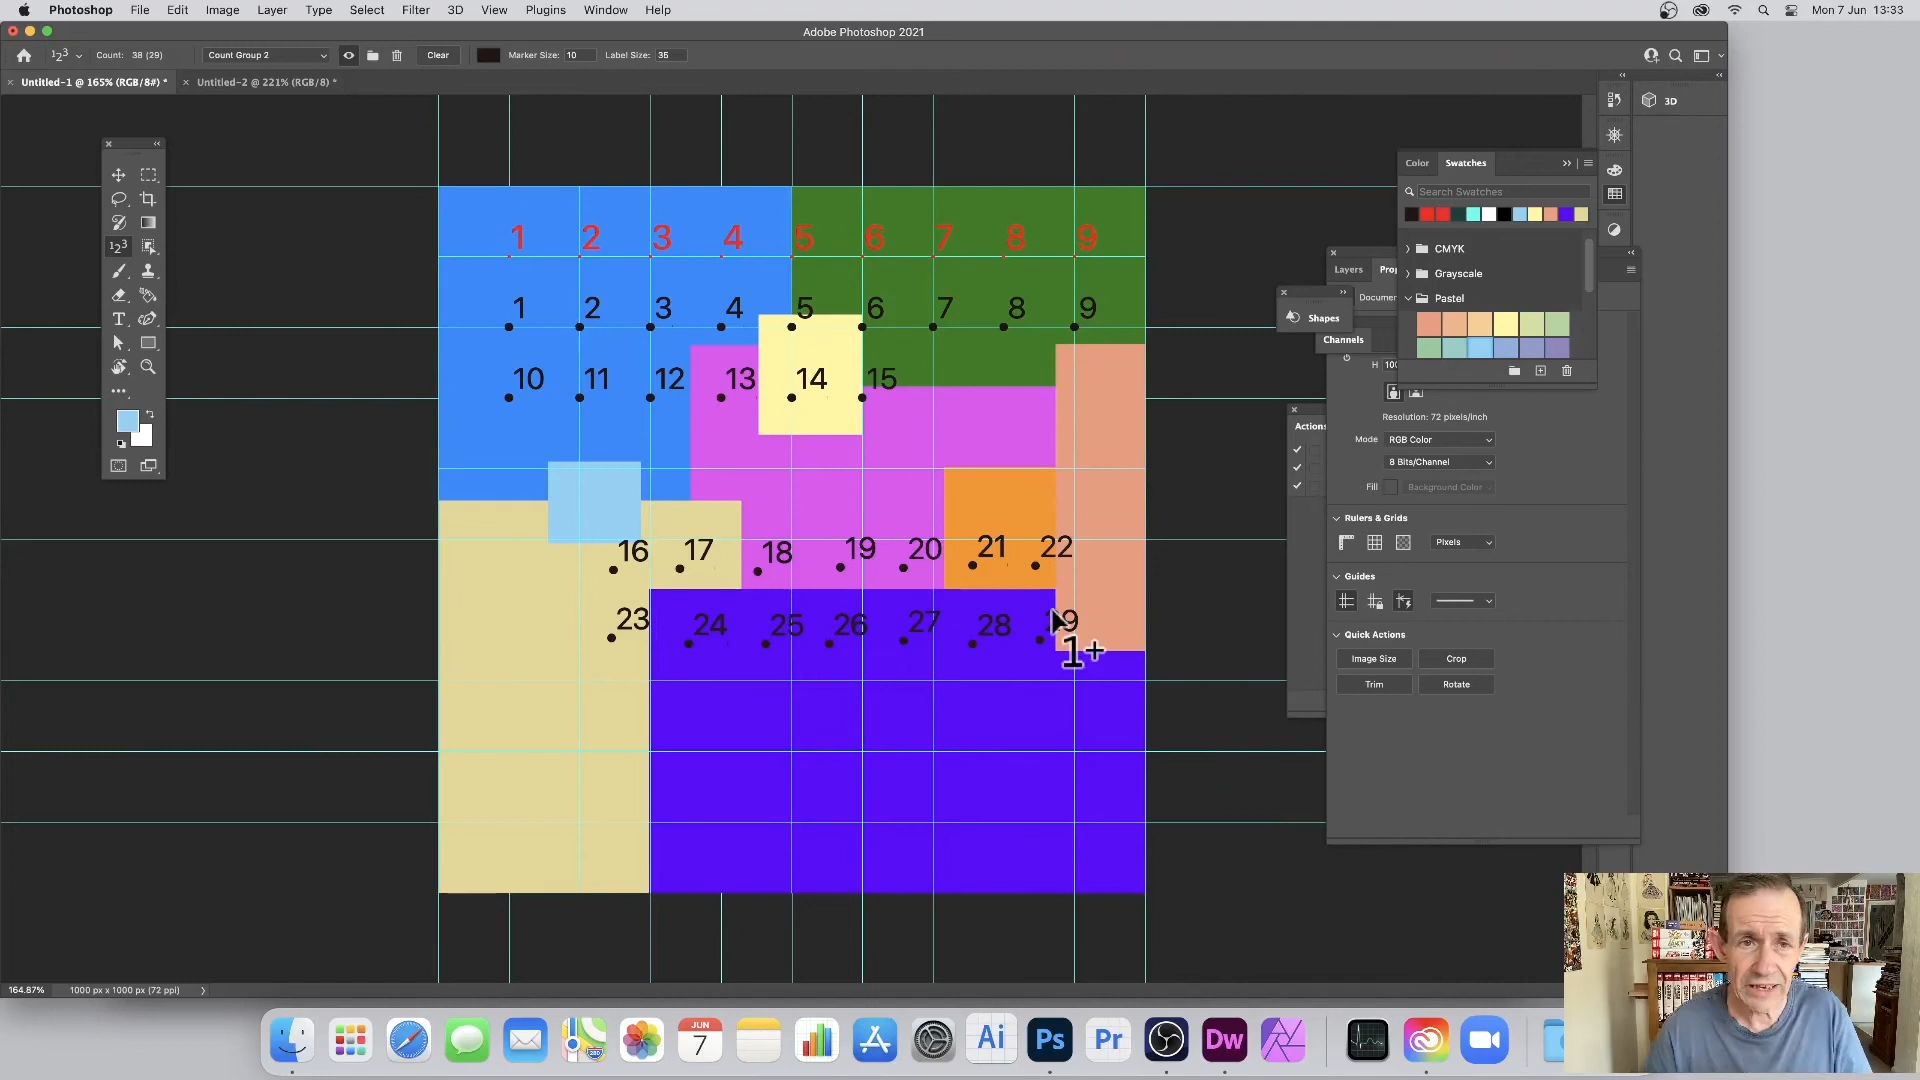 Photoshop File Edit Image Layer Type Select Filter 3D View Plugins Window Help Mon 7 Jun 13:33
Adobe Photoshop 2021
Count: 38 (29) Count Group 2 Clear Marker Size: 10 Label Size: 35
Untitled-1 @ 165% (RGB/8#) * Untitled-2 @ 221% (RGB/8) *
3D
Color Swatches
Search Swatches
CMYK
Grayscale
Pastel
Layers
Shapes
Channels
Resolution: 72 pixels/inch
Actions
Mode RGB Color
8 Bits/Channel
Fill Background Color
Rulers & Grids
Pixels
Guides
Quick Actions
Image Size Crop
Trim Rotate
1 2 3 4 5 6 7 8 9
1 2 3 4 5 6 7 8 9
10 11 12 13 14 15
16 17 18 19 20 21 22
23 24 25 26 27 28
1+
164.87% 1000 px x 1000 px (72 ppi)
JUN
7
Ai Ps Pr Dw